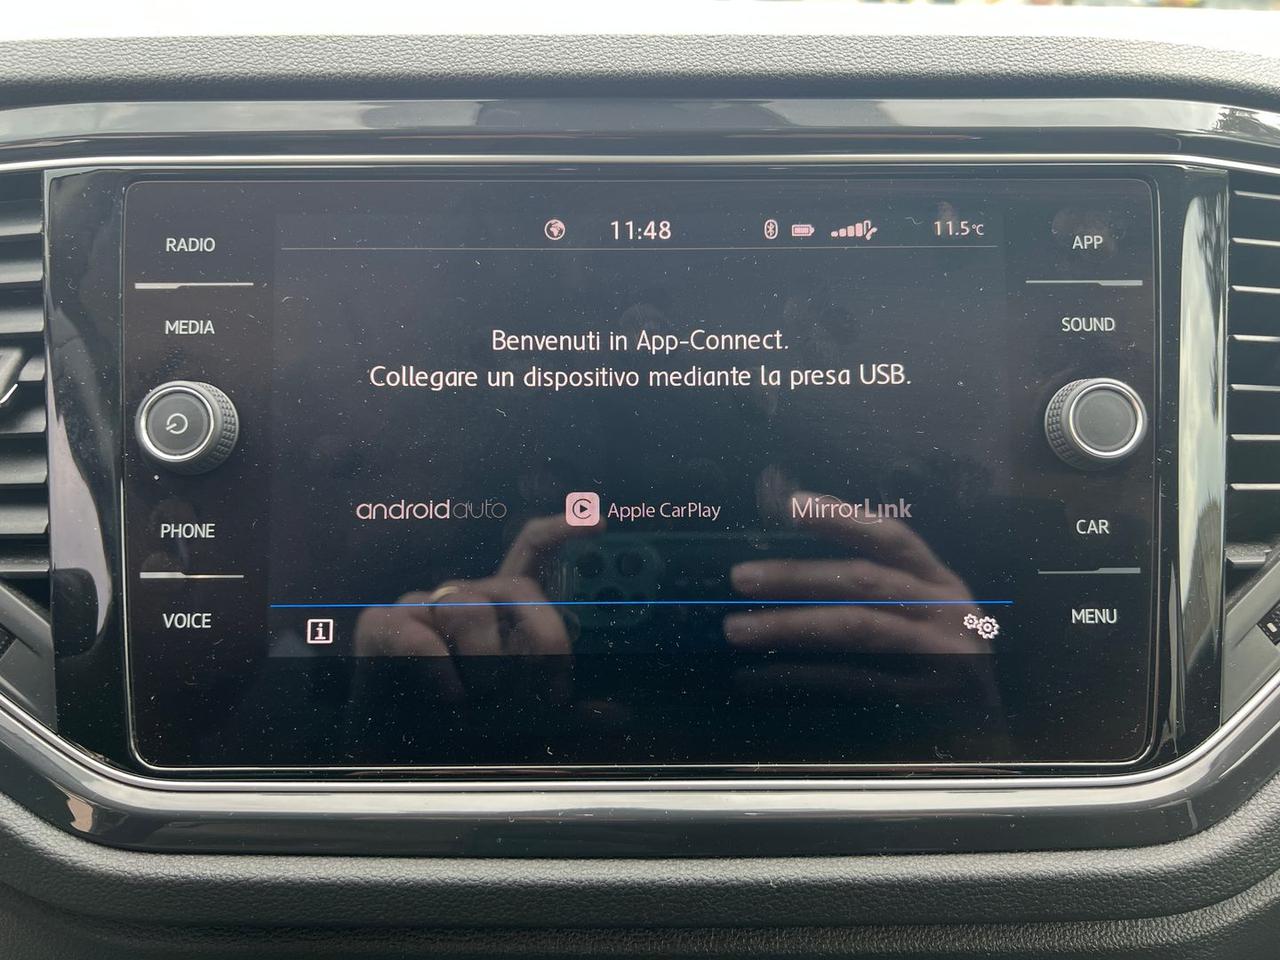 11:48
11.5°C
RADIO
MEDIA
PHONE
VOICE
Benvenuti in App-Connect.
Collegare un dispositivo mediante la presa USB.
androidauto
Apple CarPlay
MirrorLink
i
APP
SOUND
CAR
MENU